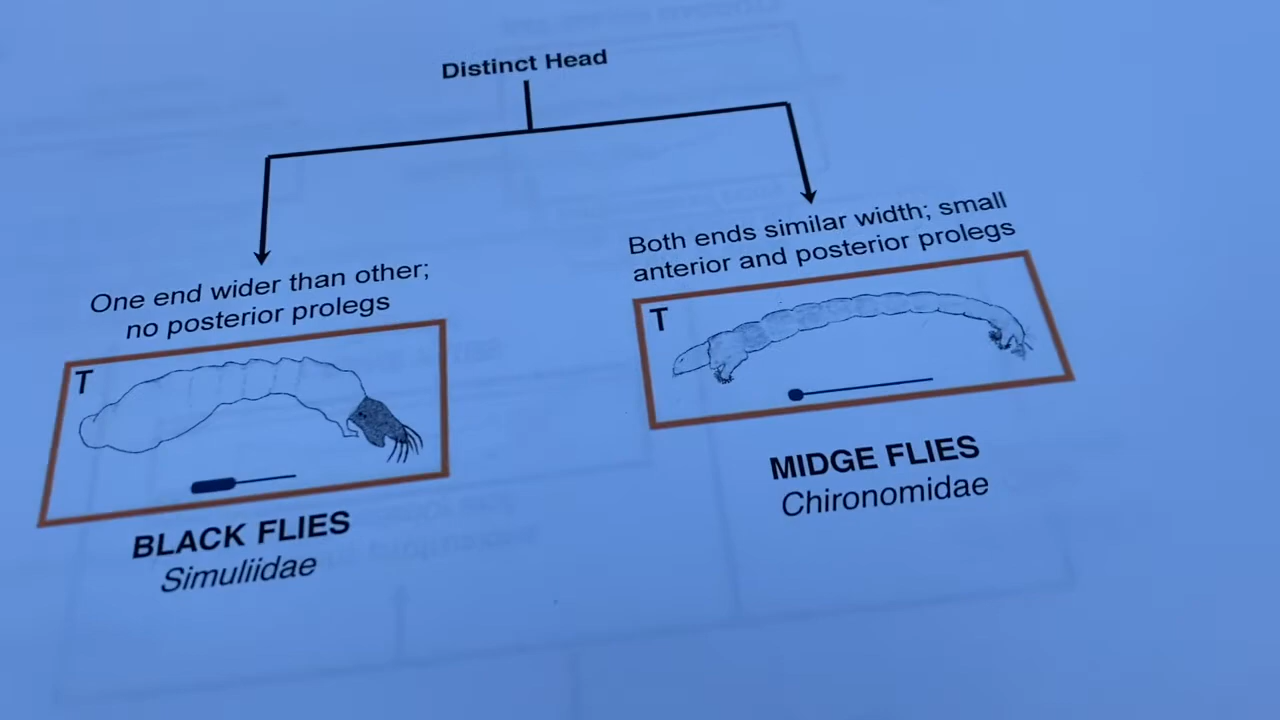 Distinct Head
One end wider than other;
no posterior prolegs
T
BLACK FLIES
Simuliidae
Both ends similar width; small
anterior and posterior prolegs
T
MIDGE FLIES
Chironomidae